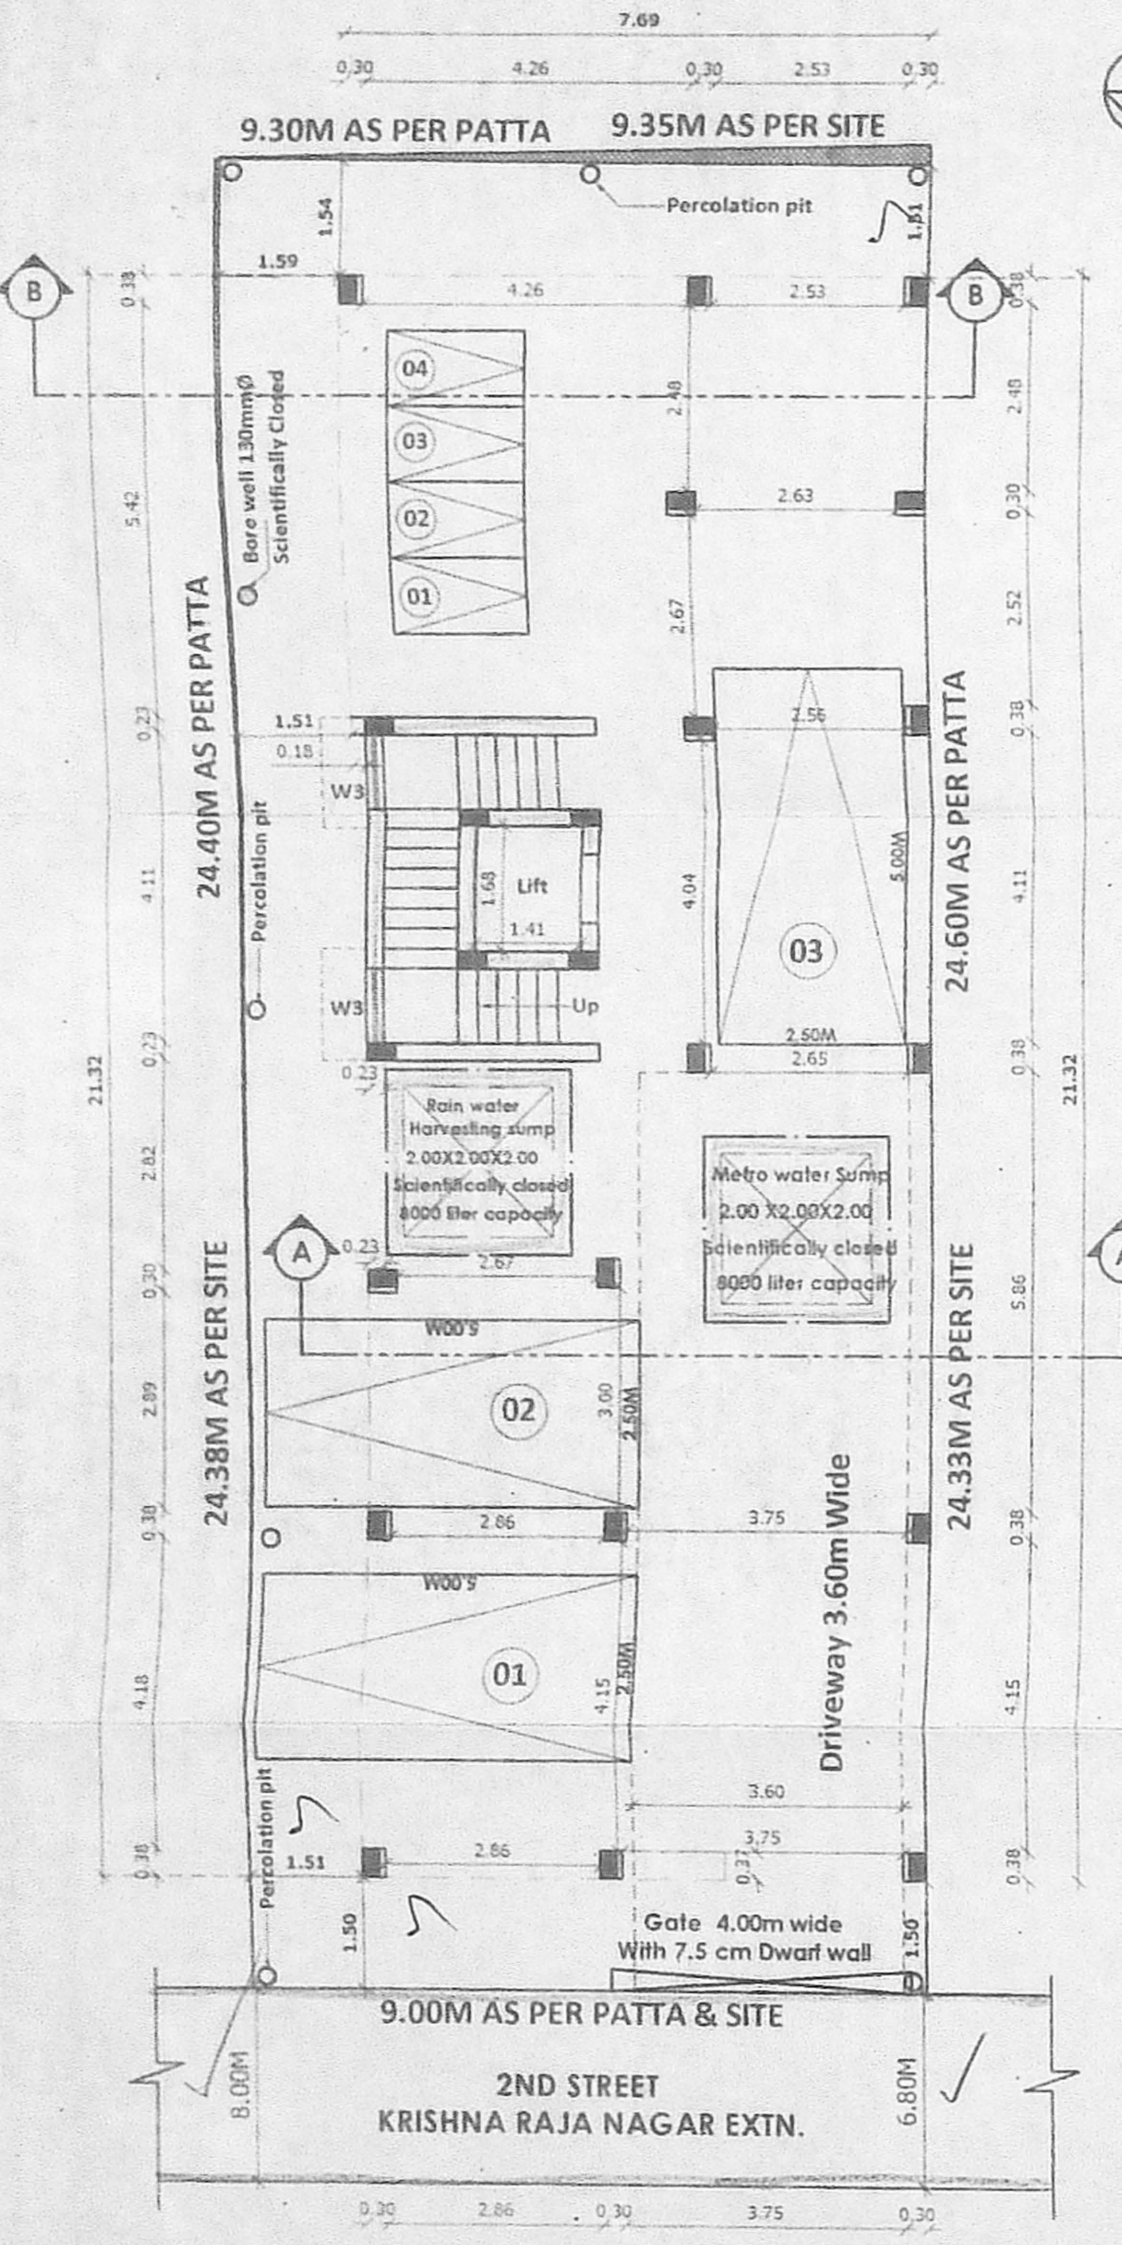 7.69
0.30 4.26 0.30 2.53 0.30
9.30M AS PER PATTA 9.35M AS PER SITE
Percolation pit
1.54
1.51
1.59
B
B
0.38
4.26
2.53
0.38
04
03
02
01
Bore well 130mmØ
Scientifically Closed
2.48
2.48
5.42
2.63
0.30
2.67
2.52
24.40M AS PER PATTA
24.60M AS PER PATTA
0.23
1.51
0.18
2.56
0.38
W3
Percolation pit
4.11
1.68
Lift
1.41
4.04
5.00M
4.11
03
W3
Up
2.50M
2.65
0.23
0.38
21.32
21.32
0.23
Rain water
Harvesting sump
2.00X2.00X2.00
Scientifically closed
8000 liter capacity
Metro water Sump
2.00 X2.00X2.00
Scientifically closed
8000 liter capacity
2.82
A
0.23
2.67
0.30
5.86
24.38M AS PER SITE
24.33M AS PER SITE
5.00M
02
3.00
2.50M
2.89
2.86
3.75
0.38
0.38
Driveway 3.60m Wide
5.00M
01
4.15
2.50M
4.18
4.15
3.60
Percolation pit
1.51
2.86
3.75
0.37
0.38
0.38
1.50
Gate 4.00m wide
With 7.5 cm Dwarf wall
1.50
9.00M AS PER PATTA & SITE
8.00M
6.80M
2ND STREET
KRISHNA RAJA NAGAR EXTN.
0.30 2.86 0.30 3.75 0.30